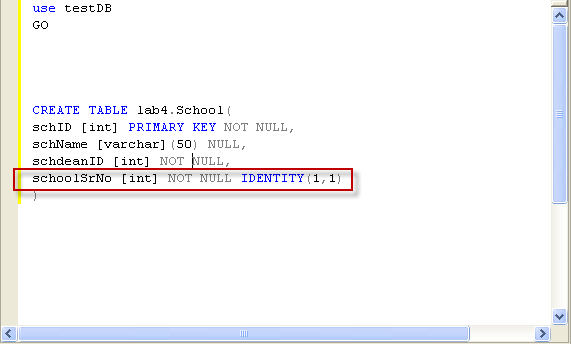 use testDB
GO
CREATE TABLE lab4.School(
schID [int] PRIMARY KEY NOT NULL,
schName [varchar](50) NULL,
schdeanID [int] NOT NULL,
schoolSrNo [int] NOT NULL IDENTITY(1,1)
)